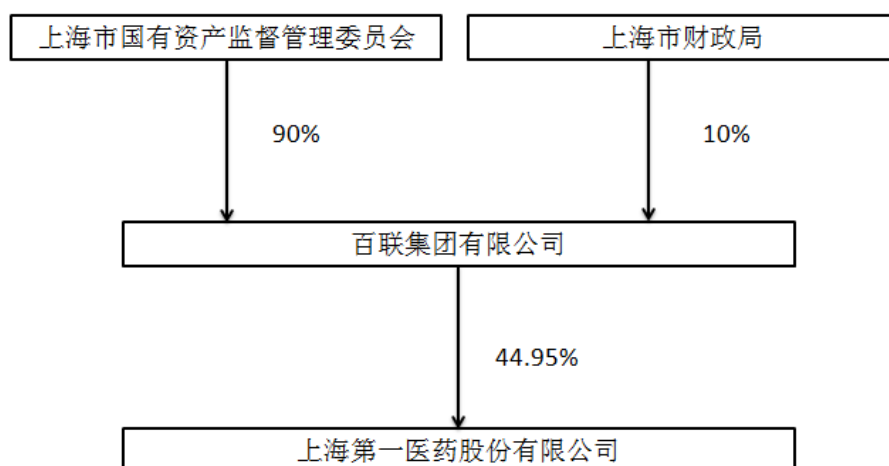 上海市国有资产监督管理委员会
上海市财政局
90%
10%
百联集团有限公司
44.95%
上海第一医药股份有限公司